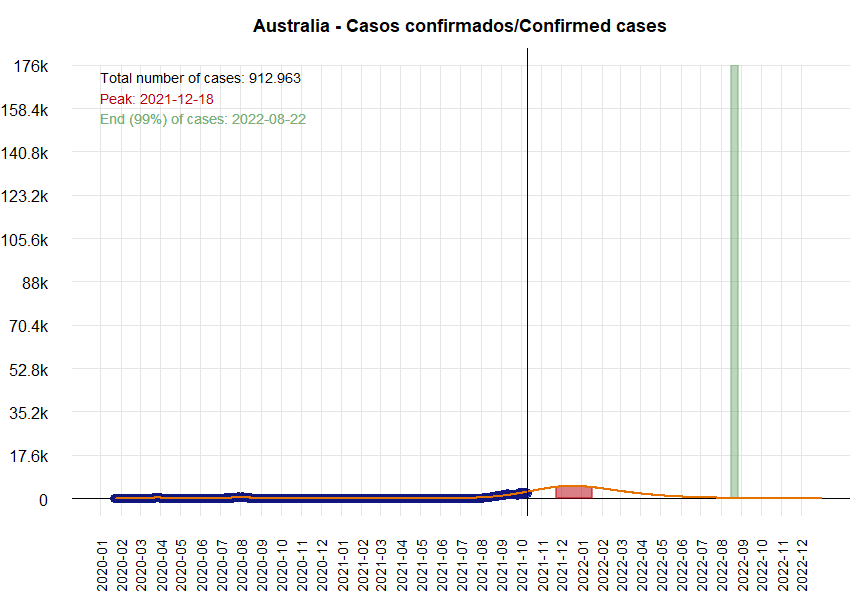 Australia - Casos confirmados/Confirmed cases
176k
158.4k
140.8k
123.2k
105.6k
88k
70.4k
52.8k
35.2k
17.6k
0
Total number of cases: 912.963
Peak: 2021-12-18
End (99%) of cases: 2022-08-22
2020-01
2020-02
2020-03
2020-04
2020-05
2020-06
2020-07
2020-08
2020-09
2020-10
2020-11
2020-12
2021-01
2021-02
2021-03
2021-04
2021-05
2021-06
2021-07
2021-08
2021-09
2021-10
2021-11
2021-12
2022-01
2022-02
2022-03
2022-04
2022-05
2022-06
2022-07
2022-08
2022-09
2022-10
2022-11
2022-12